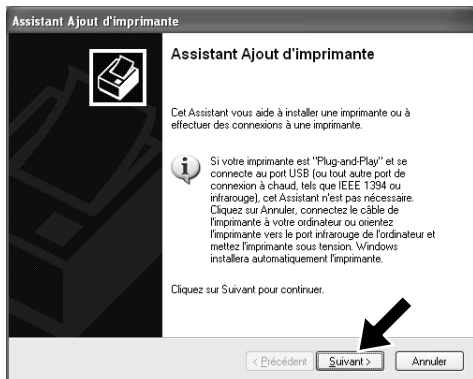 Assistant Ajout d'imprimante
Assistant Ajout d'imprimante
Cet Assistant vous aide à installer une imprimante ou à
effectuer des connexions à une imprimante.
Si votre imprimante est "Plug-and-Play" et se
connecte au port USB (ou tout autre port de
connexion à chaud, tels que IEEE 1394 ou
infrarouge), cet Assistant n'est pas nécessaire.
Cliquez sur Annuler, connectez le câble de
l'imprimante à votre ordinateur ou orientez
l'imprimante vers le port infrarouge de l'ordinateur et
mettez l'imprimante sous tension. Windows
installera automatiquement l'imprimante.
Cliquez sur Suivant pour continuer.
< Précédent Suivant > Annuler